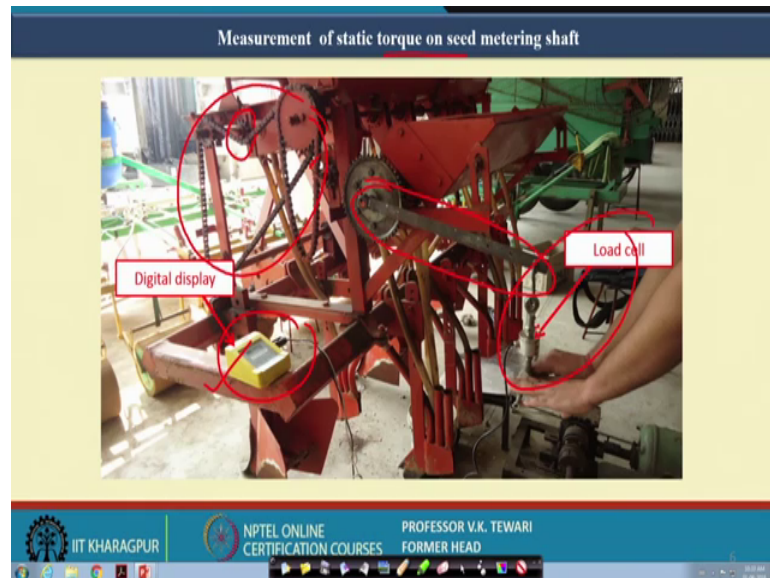 Measurement of static torque on seed metering shaft
Load cell
Digital display
IIT KHARAGPUR
NPTEL ONLINE
CERTIFICATION COURSES
PROFESSOR V.K. TEWARI
FORMER HEAD